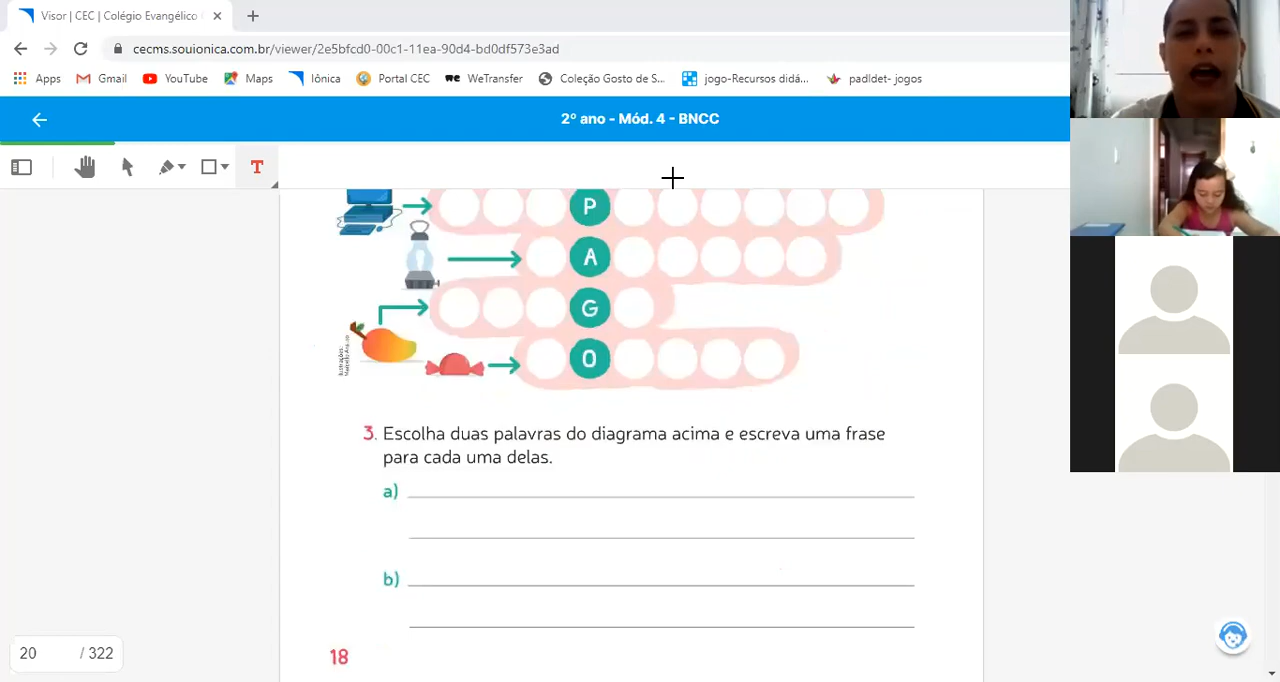 Visor | CEC | Colégio Evangélico
cecms.souionica.com.br/viewer/2e5bfcd0-00c1-11ea-90d4-bd0df573e3ad
Apps Gmail YouTube Maps Iônica Portal CEC WeTransfer Coleção Gosto de S... jogo-Recursos didá... padldet- jogos
2º ano - Mód. 4 - BNCC
T
P
A
G
O
3. Escolha duas palavras do diagrama acima e escreva uma frase
para cada uma delas.
a)
b)
18
20 / 322